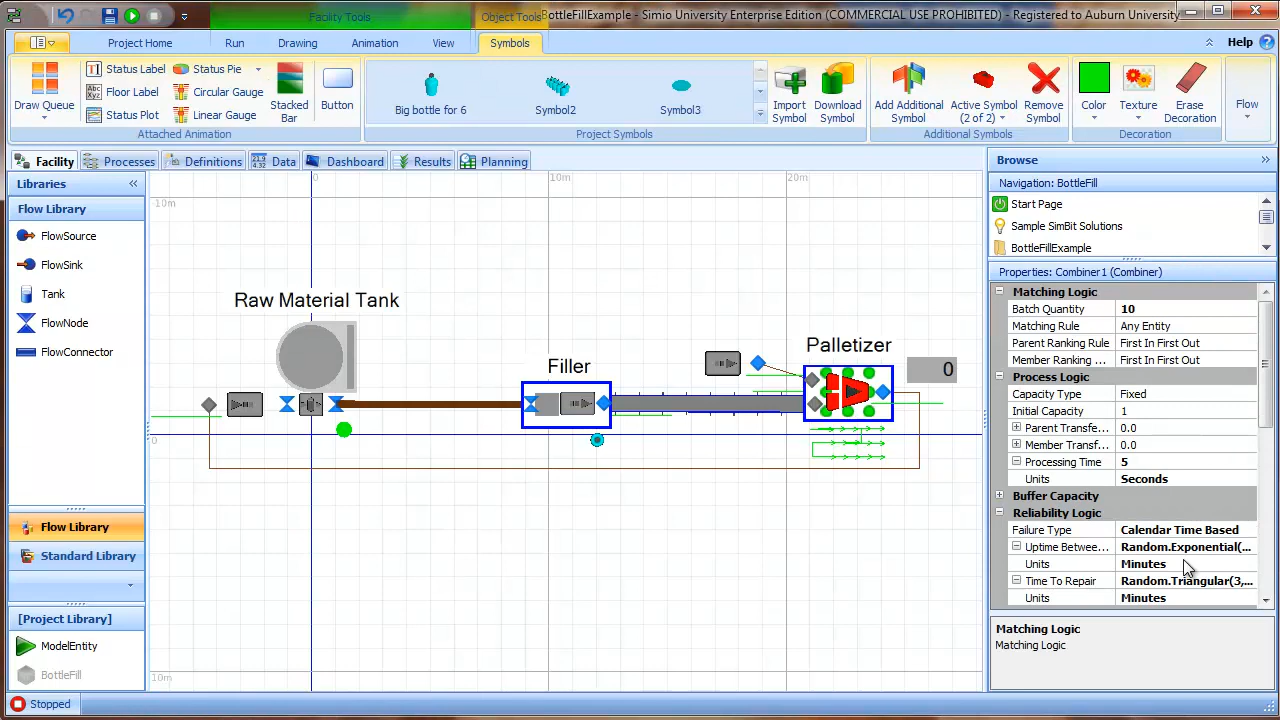 Facility Tools
Object Tools
BottleFillExample - Simio University Enterprise Edition (COMMERCIAL USE PROHIBITED) - Registered to Auburn University
Project Home
Run
Drawing
Animation
View
Symbols
Help
Draw Queue
Status Label
Status Pie
Floor Label
Circular Gauge
Status Plot
Linear Gauge
Stacked Bar
Button
Attached Animation
Big bottle for 6
Symbol2
Symbol3
Import Symbol
Download Symbol
Project Symbols
Add Additional Symbol
Active Symbol (2 of 2)
Remove Symbol
Additional Symbols
Color
Texture
Erase Decoration
Decoration
Flow
Facility
Processes
Definitions
Data
Dashboard
Results
Planning
Libraries
Flow Library
FlowSource
FlowSink
Tank
FlowNode
FlowConnector
Flow Library
Standard Library
[Project Library]
ModelEntity
BottleFill
Stopped
0
10m
20m
10m
0
10m
Raw Material Tank
Filler
Palletizer
0
Browse
Navigation: BottleFill
Start Page
Sample SimBit Solutions
BottleFillExample
Properties: Combiner1 (Combiner)
Matching Logic
Batch Quantity 10
Matching Rule Any Entity
Parent Ranking Rule First In First Out
Member Ranking First In First Out
Process Logic
Capacity Type Fixed
Initial Capacity 1
Parent Transfe... 0.0
Member Transf... 0.0
Processing Time 5
Units Seconds
Buffer Capacity
Reliability Logic
Failure Type Calendar Time Based
Uptime Betwee... Random.Exponential(...
Units Minutes
Time To Repair Random.Triangular(3,...
Units Minutes
Matching Logic
Matching Logic